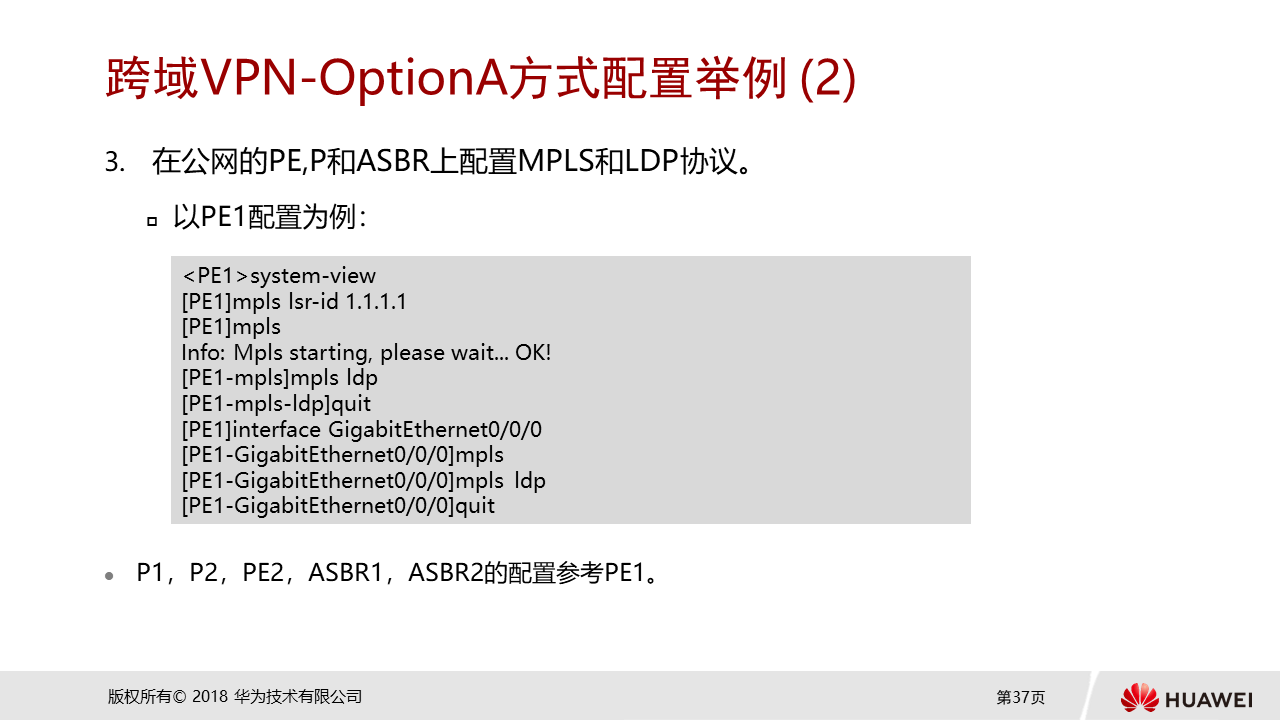 跨域VPN-OptionA方式配置举例 (2)
3. 在公网的PE,P和ASBR上配置MPLS和LDP协议。
以PE1配置为例：
<PE1>system-view
[PE1]mpls lsr-id 1.1.1.1
[PE1]mpls
Info: Mpls starting, please wait... OK!
[PE1-mpls]mpls ldp
[PE1-mpls-ldp]quit
[PE1]interface GigabitEthernet0/0/0
[PE1-GigabitEthernet0/0/0]mpls
[PE1-GigabitEthernet0/0/0]mpls ldp
[PE1-GigabitEthernet0/0/0]quit
P1，P2，PE2，ASBR1，ASBR2的配置参考PE1。
版权所有© 2018 华为技术有限公司
第37页
HUAWEI